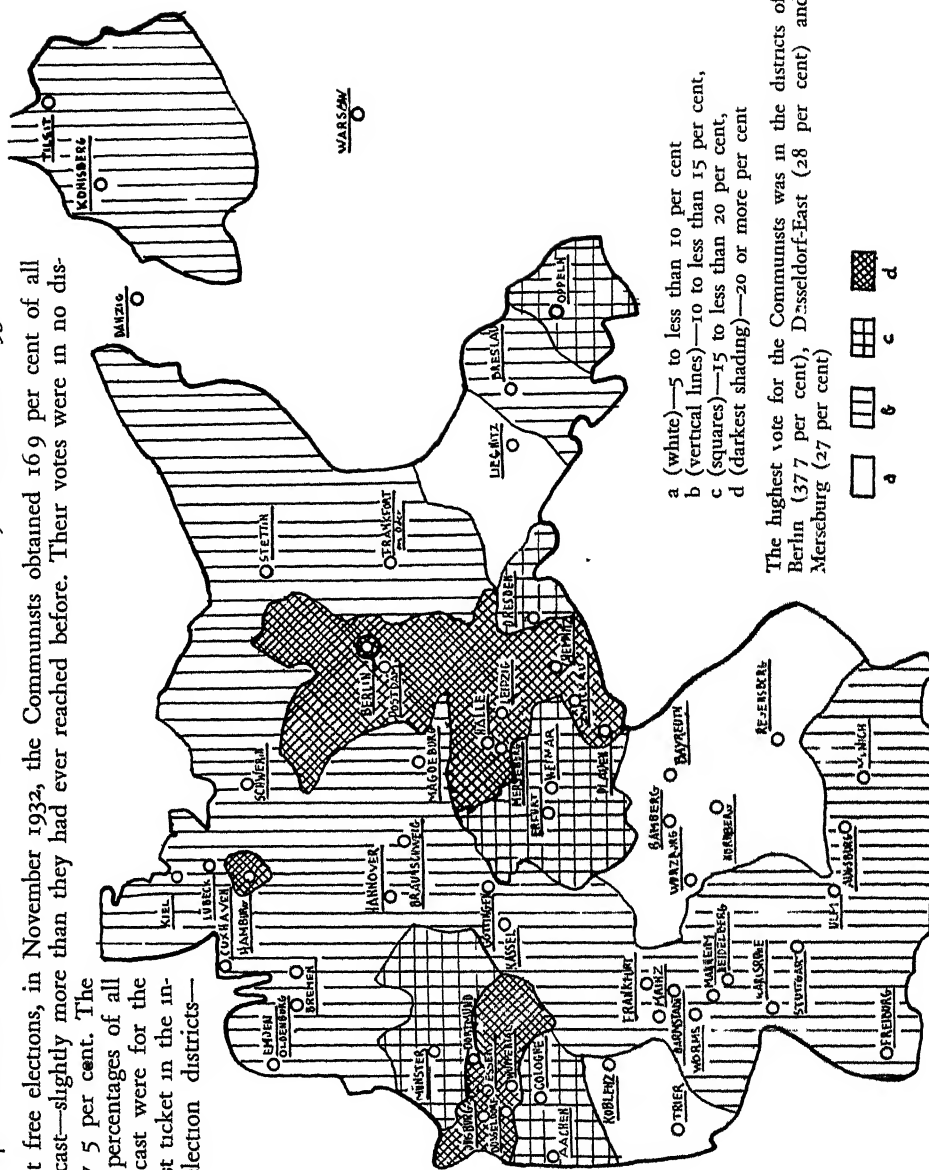 t free elections, in November 1932, the Communists obtained 16 9 per cent of all
cast—slightly more than they had ever reached before. Their votes were in no dis-
5 per cent. The
percentages of all
cast were for the
st ticket in the in-
lection districts—
TILSIT
KONISBERG
DANZIG
WARSAW
KIEL
LUBECK
CUXHAVEN
HAMBURG
SCHWERIN
STETTIN
EMDEN
OLDENBURG
BREMEN
HANNOVER
BRAUNSCHWEIG
MAGDEBURG
BERLIN
POTSDAM
FRANKFORT
MÜNSTER
DORTMUND
ESSEN
DUSSELDORF
WUPPERTAL
COLOGNE
AACHEN
GOTTINGEN
KASSEL
HALLE
MERSEBURG
LEIPZIG
ERFURT
WEIMAR
DRESDEN
CHEMNITZ
ZWICKAU
PLAUEN
LIEGNITZ
BRESLAU
OPPELN
KOBLENZ
TRIER
FRANKFURT
MAINZ
DARMSTADT
WORMS
MANHEIM
HEIDELBERG
KARLSRUHE
STUTTGART
FREIBURG
WURZBURG
BAMBERG
BAYREUTH
NURNBERG
REGENSBERG
ULM
AUGSBURG
MUNICH
a (white)—5 to less than 10 per cent
b (vertical lines)—10 to less than 15 per cent,
c (squares)—15 to less than 20 per cent,
d (darkest shading)—20 or more per cent
The highest vote for the Communists was in the districts of
Berlin (37 7 per cent), Dusseldorf-East (28 per cent) and
Merseburg (27 per cent)
a b c d